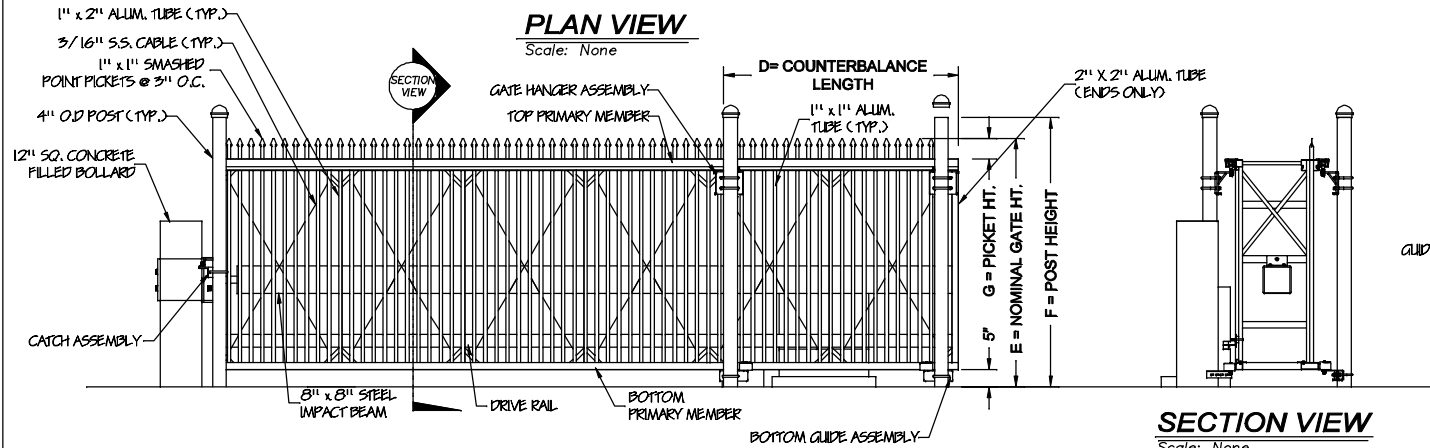 PLAN VIEW
Scale: None
1" x 2" ALUM. TUBE (TYP.)
3/16" S.S. CABLE (TYP.)
1" x 1" SMASHED
POINT PICKETS @ 3" O.C.
4" O.D POST (TYP.)
12" SQ. CONCRETE
FILLED BOLLARD
CATCH ASSEMBLY
8" x 8" STEEL
IMPACT BEAM
SECTION
VIEW
GATE HANGER ASSEMBLY
TOP PRIMARY MEMBER
D= COUNTERBALANCE
LENGTH
1" x 1" ALUM.
TUBE (TYP.)
2" X 2" ALUM. TUBE
(ENDS ONLY)
5"
G = PICKET HT.
E = NOMINAL GATE HT.
F = POST HEIGHT
DRIVE RAIL
BOTTOM
PRIMARY MEMBER
BOTTOM GUIDE ASSEMBLY
GUID
SECTION VIEW
Scale: None